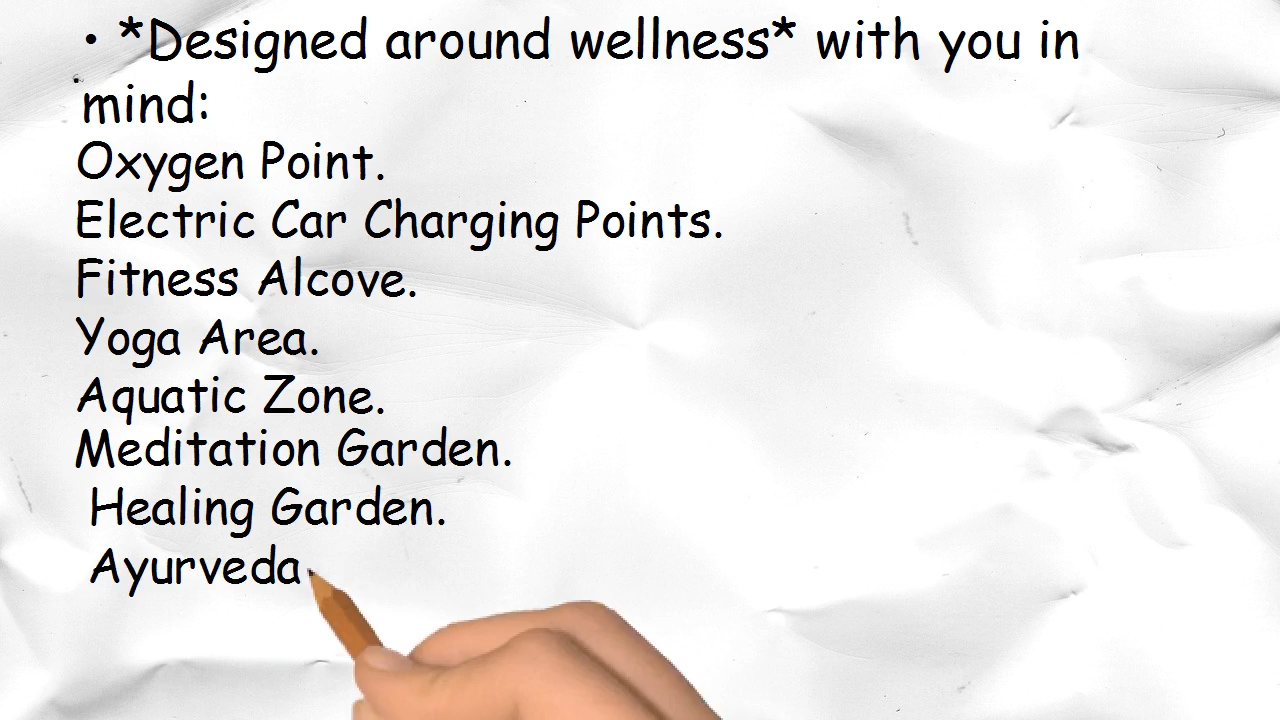 • *Designed around wellness* with you in
mind:
Oxygen Point.
Electric Car Charging Points.
Fitness Alcove.
Yoga Area.
Aquatic Zone.
Meditation Garden.
Healing Garden.
Ayurveda